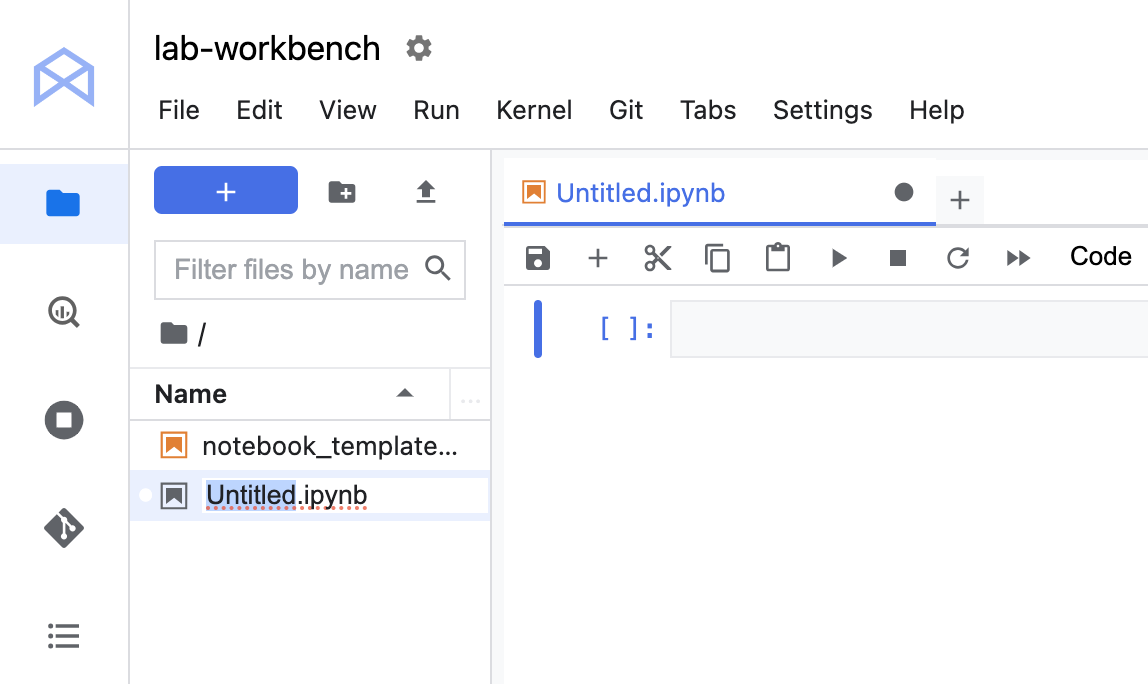 lab-workbench
File Edit View Run Kernel Git Tabs Settings Help
+
Untitled.ipynb
+
Filter files by name
+ Code
/
[ ]:
Name
...
notebook_template...
Untitled.ipynb